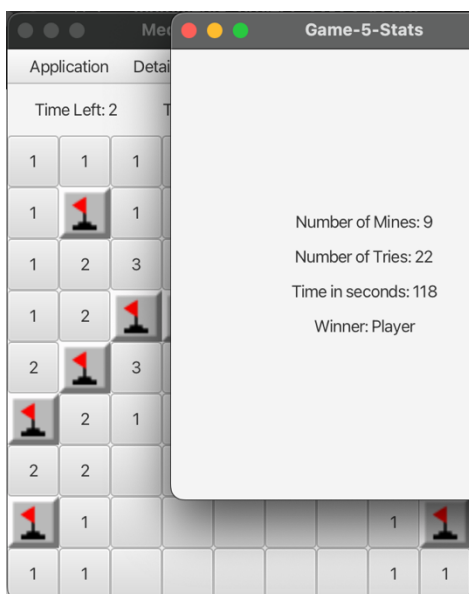 Med
Game-5-Stats
Application Detai
Time Left: 2 T
1 1 1
1 1
1 2 3
1 2
2 3
2 1
2 2
1 1
1 1 1 1
Number of Mines: 9
Number of Tries: 22
Time in seconds: 118
Winner: Player